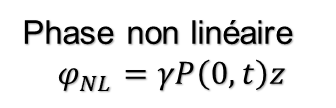 Phase non linéaire
φ_NL = γP(0, t)z